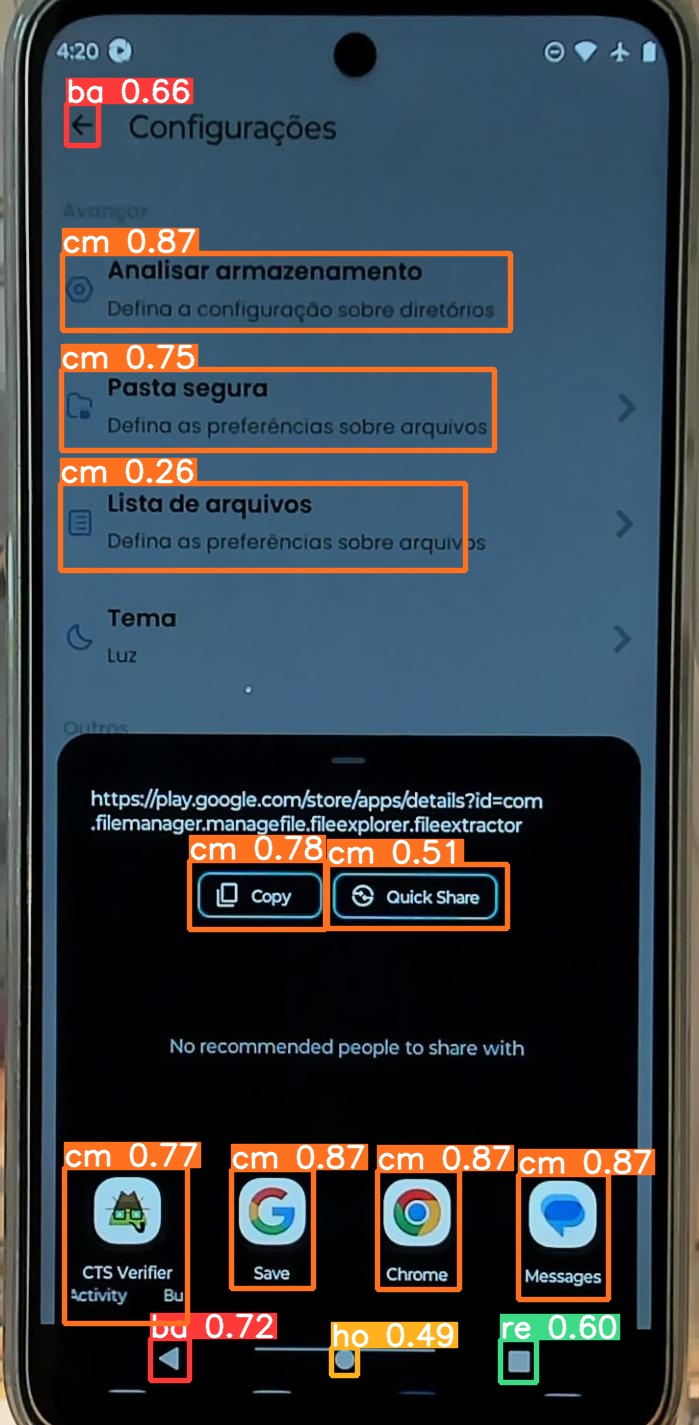 4:20
ba 0.66
Configurações
Avançar
cm 0.87
Analisar armazenamento
Defina a configuração sobre diretórios
cm 0.75
Pasta segura
Defina as preferências sobre arquivos
cm 0.26
Lista de arquivos
Defina as preferências sobre arquivos
Tema
Luz
Outros
https://play.google.com/store/apps/details?id=com
.filemanager.managefile.fileexplorer.fileextractor
cm 0.78 cm 0.51
Copy Quick Share
No recommended people to share with
cm 0.77 cm 0.87 cm 0.87 cm 0.87
CTS Verifier Save Chrome Messages
Activity Bu
ba 0.72 ho 0.49 re 0.60